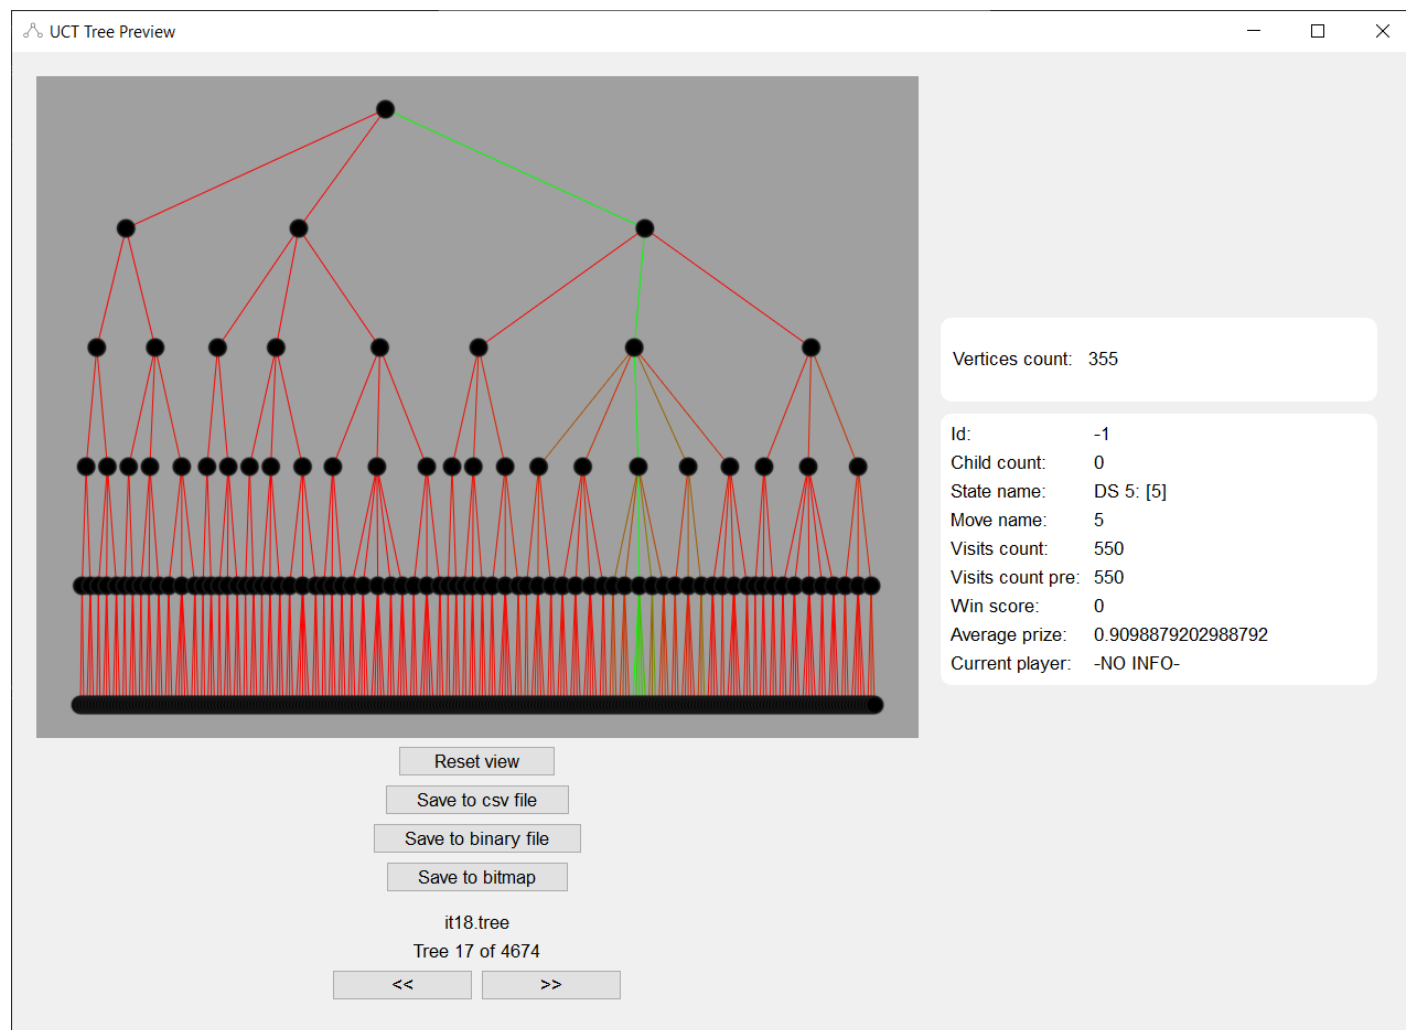 UCT Tree Preview
Vertices count: 355
Id: -1
Child count: 0
State name: DS 5: [5]
Move name: 5
Visits count: 550
Visits count pre: 550
Win score: 0
Average prize: 0.9098879202988792
Current player: -NO INFO-
Reset view
Save to csv file
Save to binary file
Save to bitmap
it18.tree
Tree 17 of 4674
<< >>